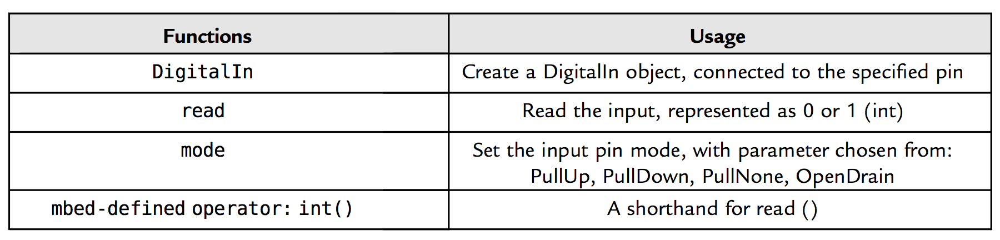 Functions
Usage
DigitalIn
Create a DigitalIn object, connected to the specified pin
read
Read the input, represented as 0 or 1 (int)
mode
Set the input pin mode, with parameter chosen from:
PullUp, PullDown, PullNone, OpenDrain
mbed-defined operator: int()
A shorthand for read ()